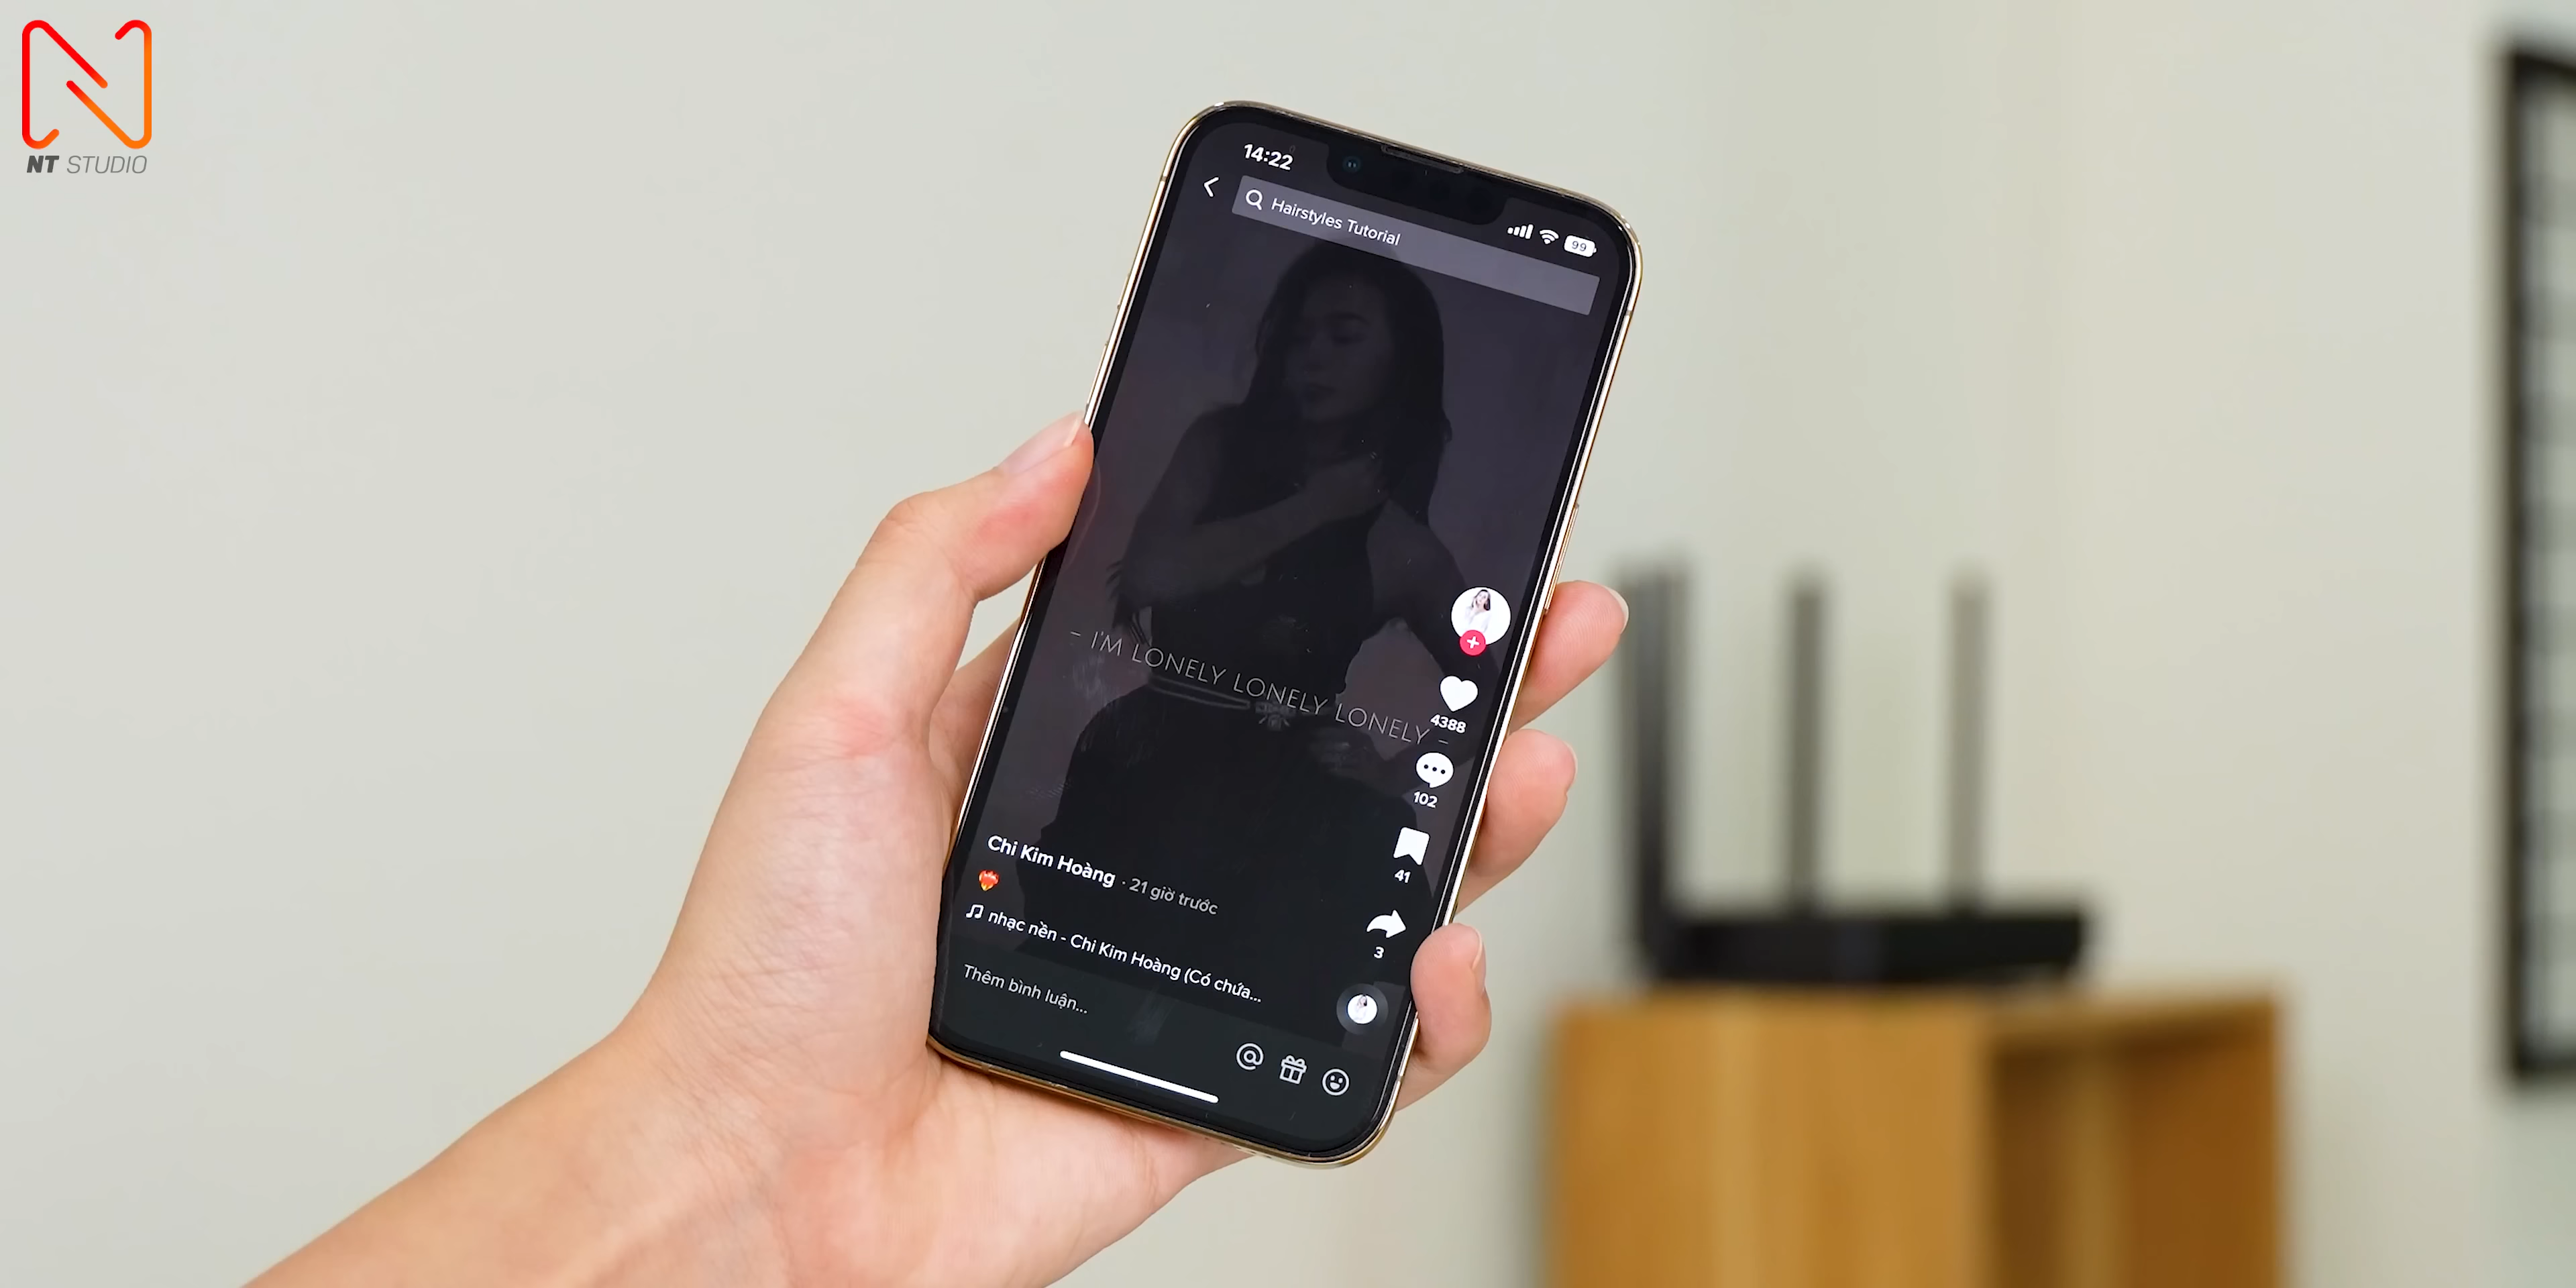 NT STUDIO
14:22
99
Hairstyles Tutorial
- I'M LONELY LONELY LONELY -
4388
102
41
3
Chi Kim Hoàng · 21 giờ trước
nhạc nền - Chi Kim Hoàng (Có chứa...
Thêm bình luận...